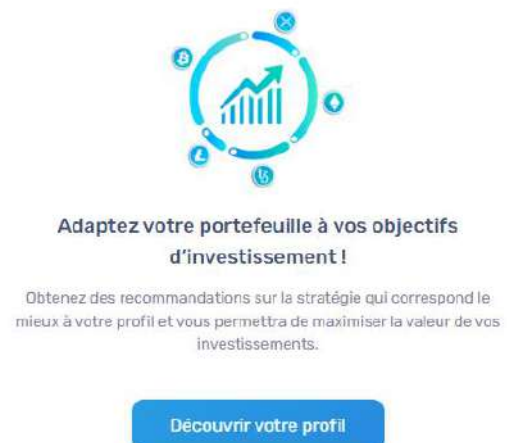 Adaptez votre portefeuille à vos objectifs
d'investissement !
Obtenez des recommandations sur la stratégie qui correspond le
mieux à votre profil et vous permettra de maximiser la valeur de vos
investissements.
Découvrir votre profil